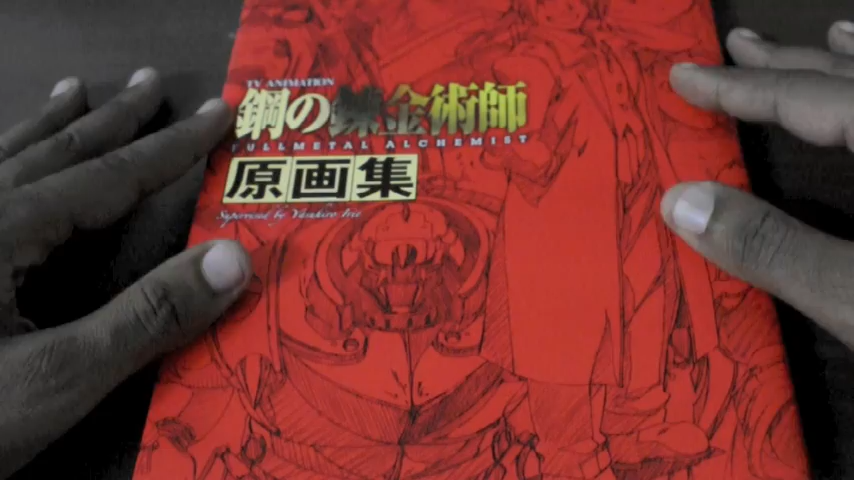 TV ANIMATION
鋼の錬金術師
FULLMETAL ALCHEMIST
原画集
Supervised by Yasuhiro Irie